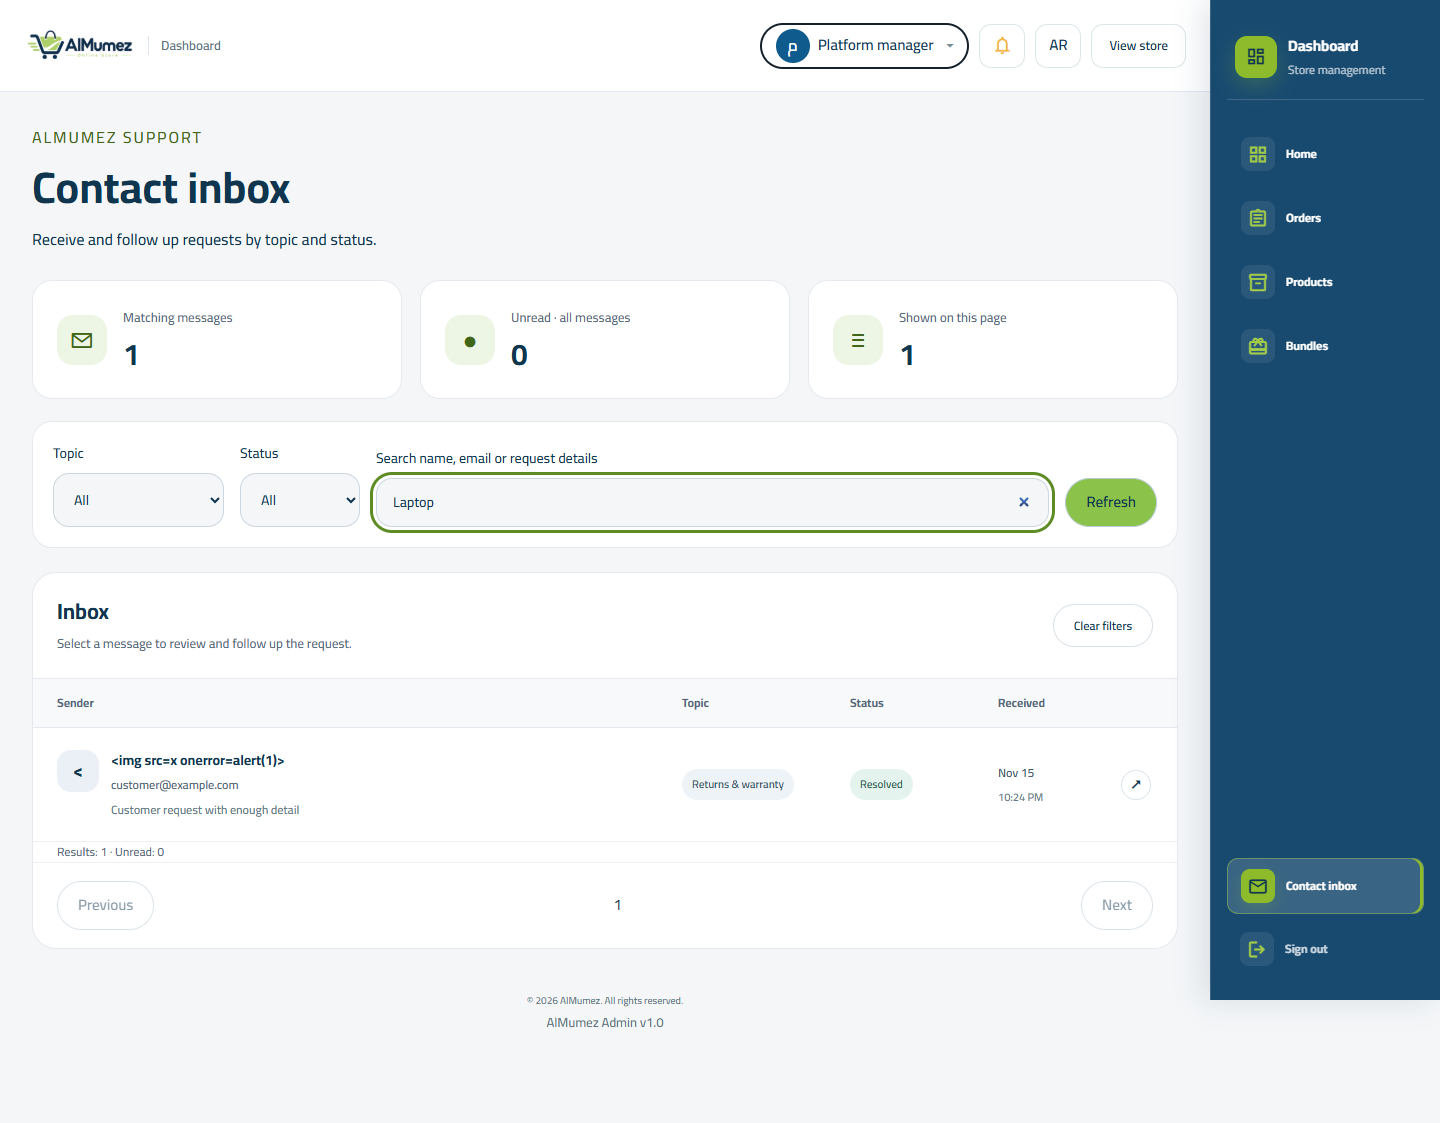 AlMumez
Online Store
Dashboard
م
Platform manager
AR
View store
Dashboard
Store management
Home
Orders
Products
Bundles
Contact inbox
Sign out
ALMUMEZ SUPPORT
Contact inbox
Receive and follow up requests by topic and status.
Matching messages
1
Unread · all messages
0
Shown on this page
1
Topic
All
Status
All
Search name, email or request details
Laptop
Refresh
Inbox
Select a message to review and follow up the request.
Clear filters
Sender Topic Status Received
<
<img src=x onerror=alert(1)>
customer@example.com
Customer request with enough detail
Returns & warranty
Resolved
Nov 15
10:24 PM
Results: 1 · Unread: 0
Previous
1
Next
© 2026 AlMumez. All rights reserved.
AlMumez Admin v1.0